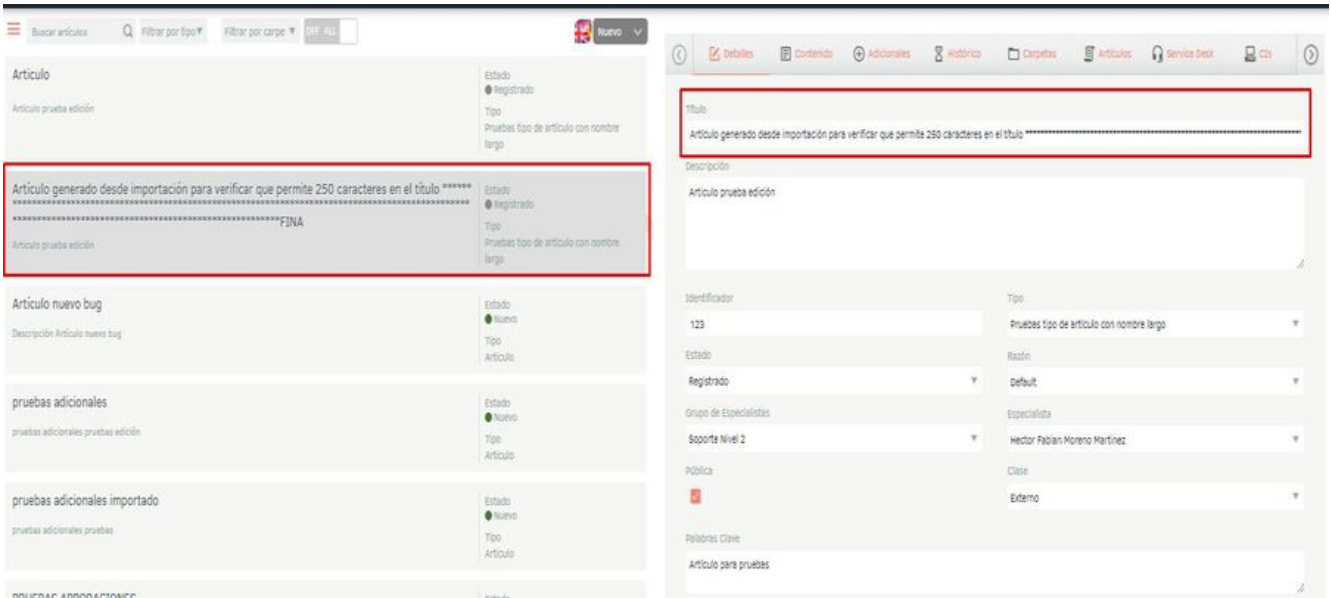 Buscar artículos
Filtrar por tipo
Filtrar por carpe
OFF ALL
Nuevo
Artículo
Artículo prueba edición
Estado
Registrado
Tipo
Pruebas tipo de artículo con nombre
largo
Artículo generado desde importación para verificar que permite 250 caracteres en el título ******
FINA
Artículo prueba edición
Estado
Registrado
Tipo
Pruebas tipo de artículo con nombre
largo
Artículo nuevo bug
Descripción Artículo nuevo bug
Estado
Nuevo
Tipo
Artículo
pruebas adicionales
pruebas adicionales pruebas edición
Estado
Nuevo
Tipo
Artículo
pruebas adicionales importado
pruebas adicionales pruebas
Estado
Nuevo
Tipo
Artículo
PRUEBAS APROBACIONES
Estado
Detalles
Contenido
Adicionales
Histórico
Carpetas
Artículos
Service Desk
CIs
Título
Artículo generado desde importación para verificar que permite 250 caracteres en el título
Descripción
Artículo prueba edición
Identificador
123
Tipo
Pruebas tipo de artículo con nombre largo
Estado
Registrado
Razón
Default
Grupo de Especialistas
Soporte Nivel 2
Especialista
Hector Fabian Moreno Martinez
Pública
Clase
Externo
Palabras Clave
Artículo para pruebas